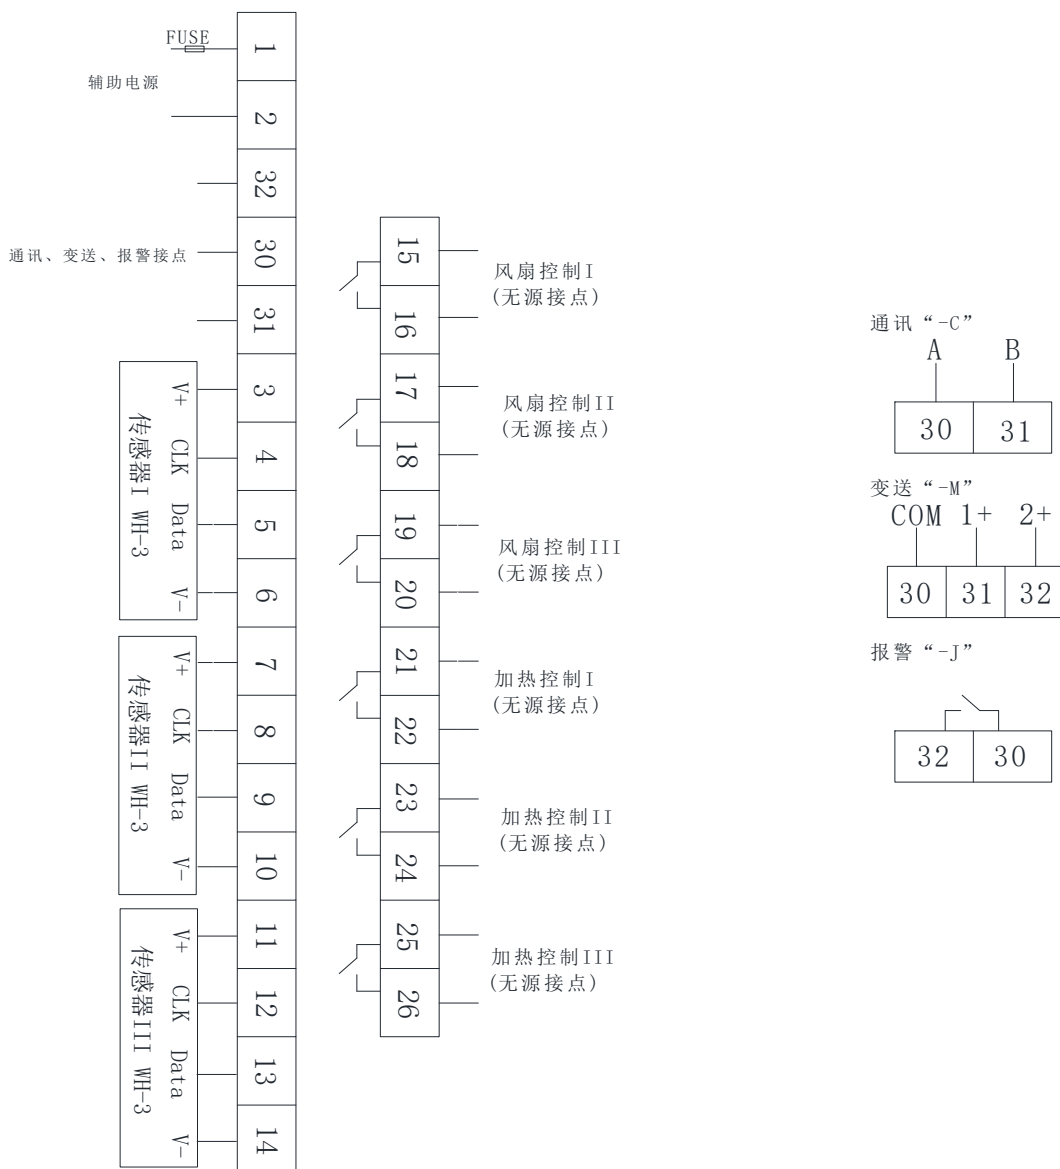 FUSE
辅助电源
通讯、变送、报警接点
1
2
32
30
31
3
4
5
6
7
8
9
10
11
12
13
14
V+ CLK Data V-
传感器I WH-3
V+ CLK Data V-
传感器II WH-3
V+ CLK Data V-
传感器III WH-3
15
16
17
18
19
20
21
22
23
24
25
26
风扇控制I
(无源接点)
风扇控制II
(无源接点)
风扇控制III
(无源接点)
加热控制I
(无源接点)
加热控制II
(无源接点)
加热控制III
(无源接点)
通讯“-C”
A B
30 31
变送“-M”
COM 1+ 2+
30 31 32
报警“-J”
32 30